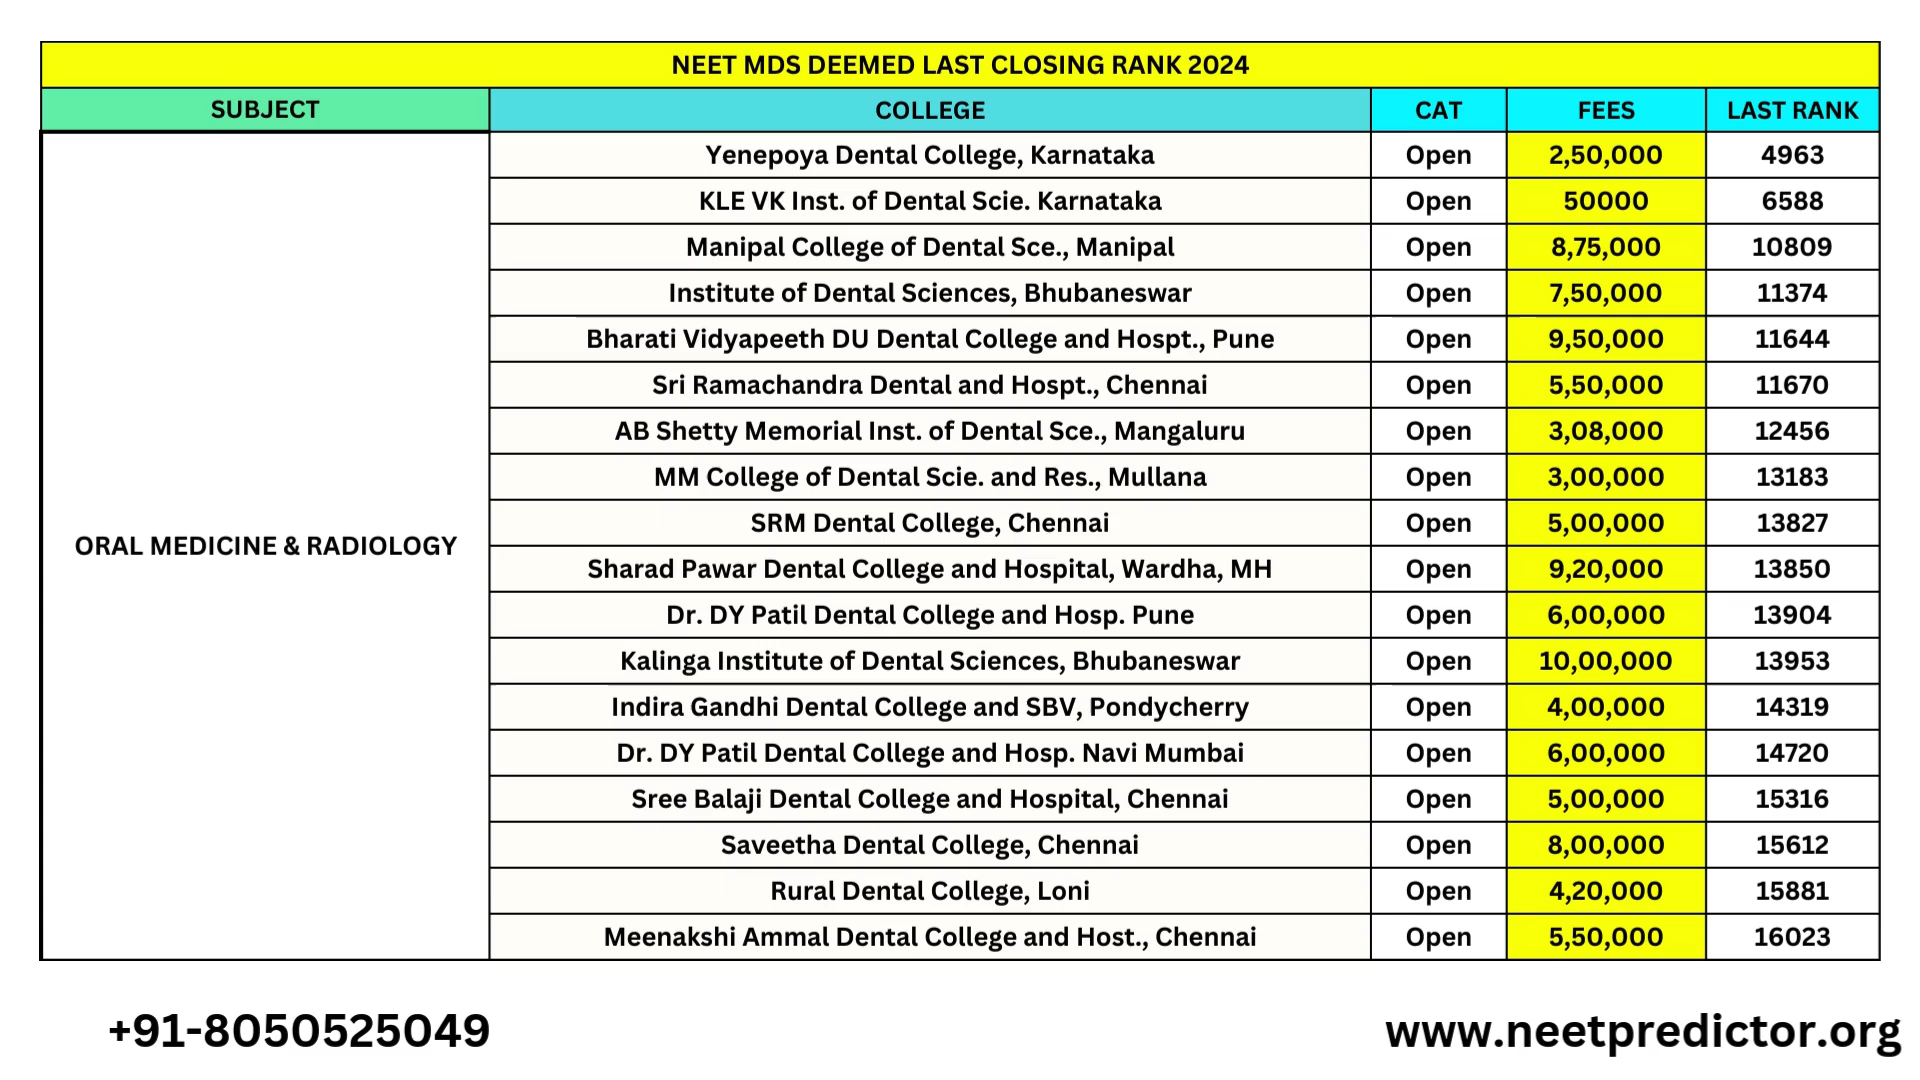 NEET MDS DEEMED LAST CLOSING RANK 2024
SUBJECT COLLEGE CAT FEES LAST RANK
ORAL MEDICINE & RADIOLOGY
Yenepoya Dental College, Karnataka Open 2,50,000 4963
KLE VK Inst. of Dental Scie. Karnataka Open 50000 6588
Manipal College of Dental Sce., Manipal Open 8,75,000 10809
Institute of Dental Sciences, Bhubaneswar Open 7,50,000 11374
Bharati Vidyapeeth DU Dental College and Hospt., Pune Open 9,50,000 11644
Sri Ramachandra Dental and Hospt., Chennai Open 5,50,000 11670
AB Shetty Memorial Inst. of Dental Sce., Mangaluru Open 3,08,000 12456
MM College of Dental Scie. and Res., Mullana Open 3,00,000 13183
SRM Dental College, Chennai Open 5,00,000 13827
Sharad Pawar Dental College and Hospital, Wardha, MH Open 9,20,000 13850
Dr. DY Patil Dental College and Hosp. Pune Open 6,00,000 13904
Kalinga Institute of Dental Sciences, Bhubaneswar Open 10,00,000 13953
Indira Gandhi Dental College and SBV, Pondycherry Open 4,00,000 14319
Dr. DY Patil Dental College and Hosp. Navi Mumbai Open 6,00,000 14720
Sree Balaji Dental College and Hospital, Chennai Open 5,00,000 15316
Saveetha Dental College, Chennai Open 8,00,000 15612
Rural Dental College, Loni Open 4,20,000 15881
Meenakshi Ammal Dental College and Host., Chennai Open 5,50,000 16023
+91-8050525049 www.neetpredictor.org